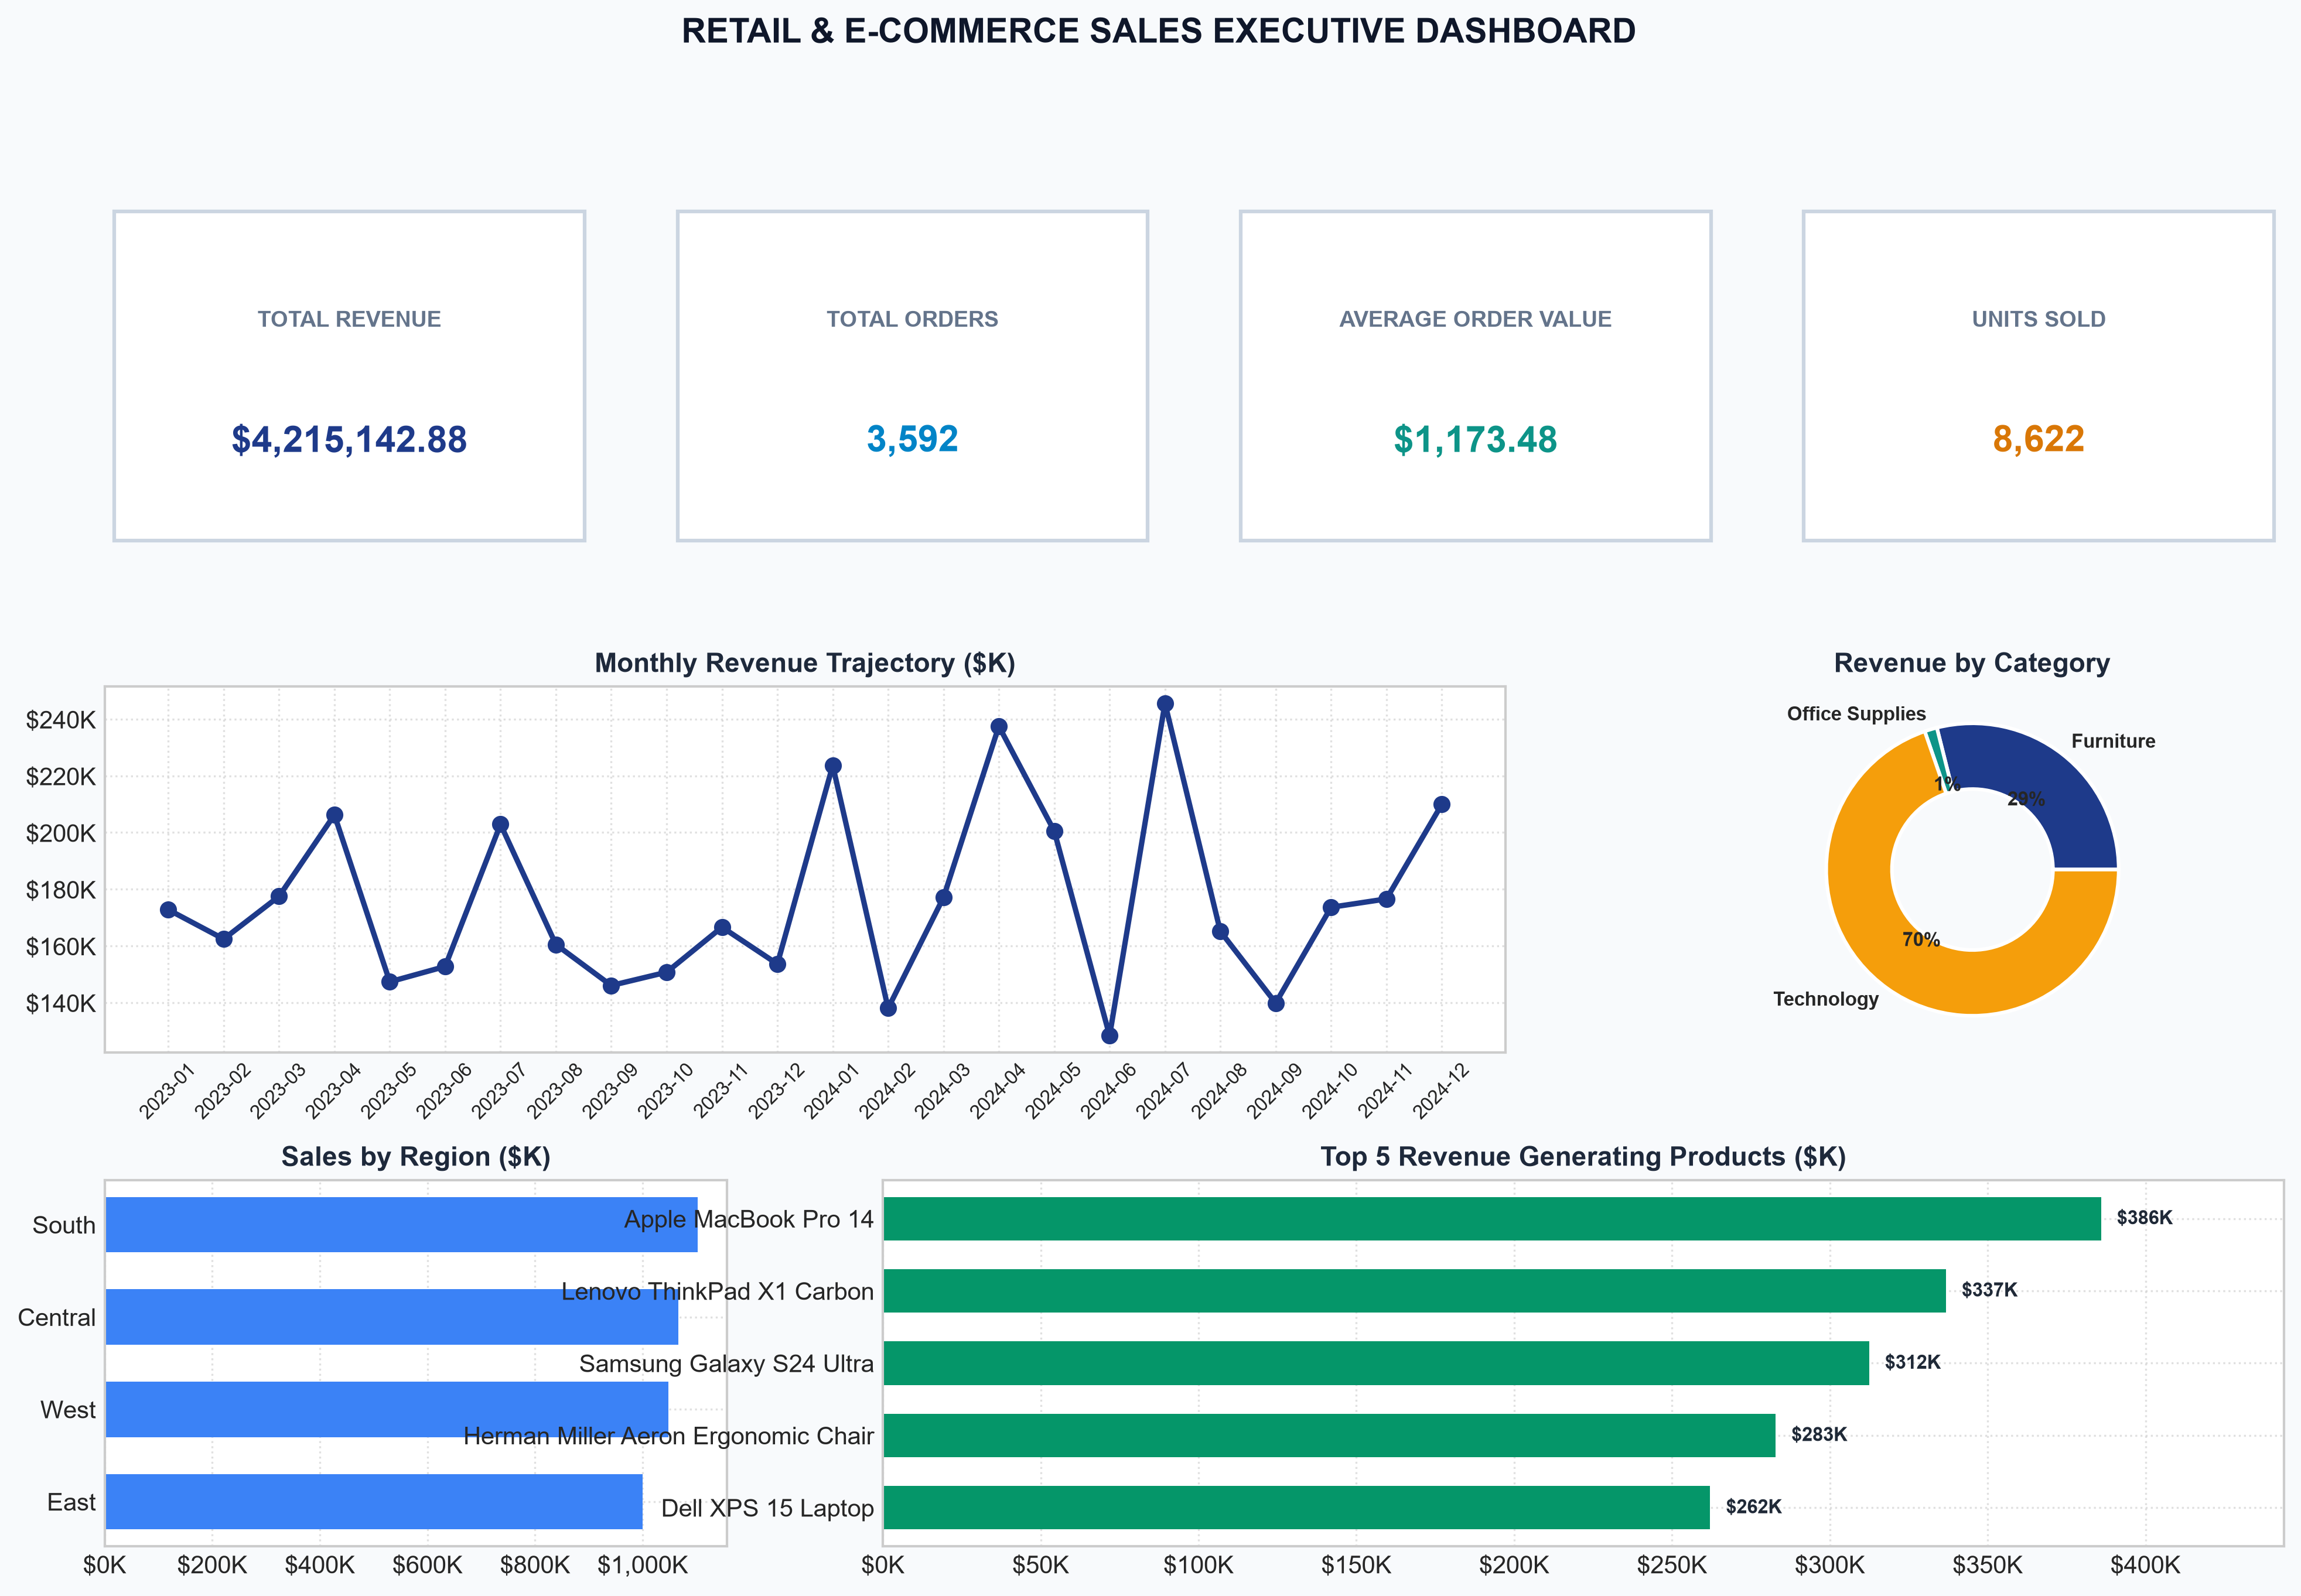 RETAIL & E-COMMERCE SALES EXECUTIVE DASHBOARD
TOTAL REVENUE
$4,215,142.88
TOTAL ORDERS
3,592
AVERAGE ORDER VALUE
$1,173.48
UNITS SOLD
8,622
Monthly Revenue Trajectory ($K)
$240K
$220K
$200K
$180K
$160K
$140K
2023-01
2023-02
2023-03
2023-04
2023-05
2023-06
2023-07
2023-08
2023-09
2023-10
2023-11
2023-12
2024-01
2024-02
2024-03
2024-04
2024-05
2024-06
2024-07
2024-08
2024-09
2024-10
2024-11
2024-12
Revenue by Category
Office Supplies
Furniture
1%
29%
70%
Technology
Sales by Region ($K)
South
Central
West
East
$0K
$200K
$400K
$600K
$800K
$1,000K
Top 5 Revenue Generating Products ($K)
Apple MacBook Pro 14
$386K
Lenovo ThinkPad X1 Carbon
$337K
Samsung Galaxy S24 Ultra
$312K
Herman Miller Aeron Ergonomic Chair
$283K
Dell XPS 15 Laptop
$262K
$0K
$50K
$100K
$150K
$200K
$250K
$300K
$350K
$400K